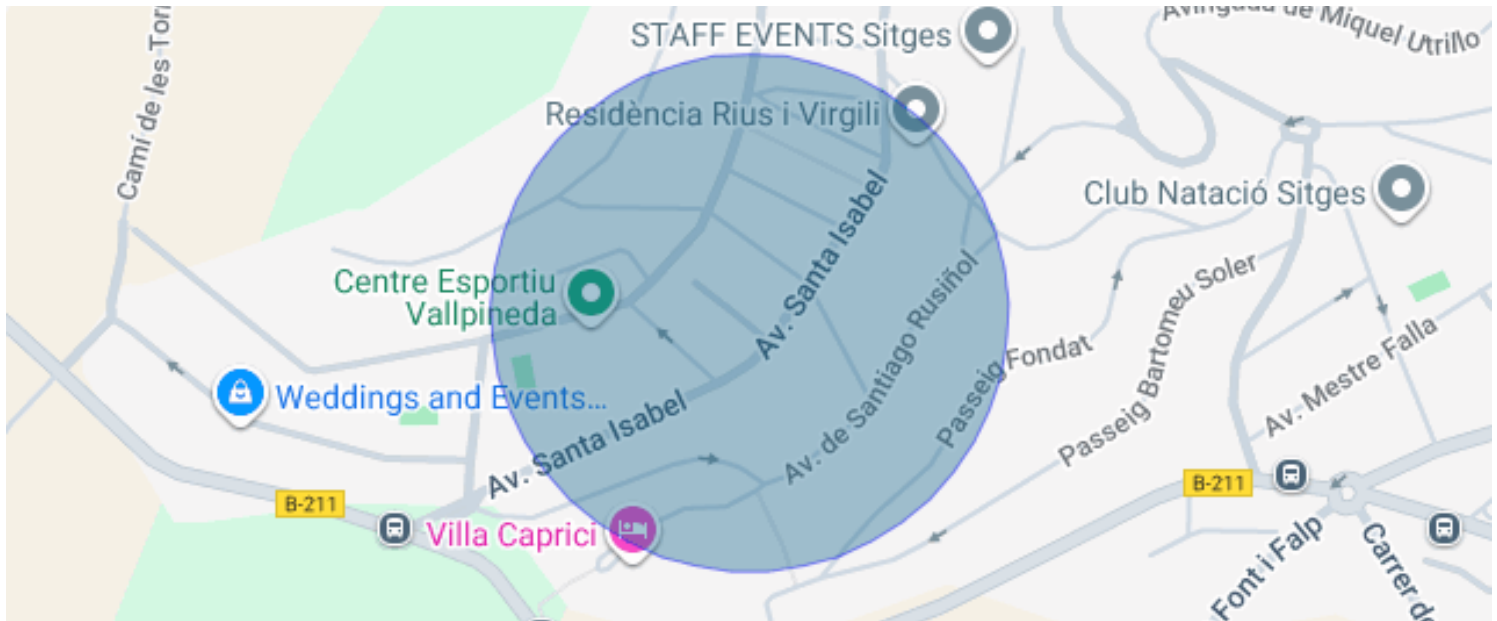 Avinguda de Miquel Utrillo
STAFF EVENTS Sitges
Camí de les Torr
Residència Rius i Virgili
Club Natació Sitges
Av. Santa Isabel
Centre Esportiu
Vallpineda
Passeig Bartomeu Soler
Av. de Santiago Rusiñol
Passeig Fondat
Av. Mestre Falla
Weddings and Events...
Av. Santa Isabel
B-211
B-211
Villa Caprici
Font i Falp
Carrer de